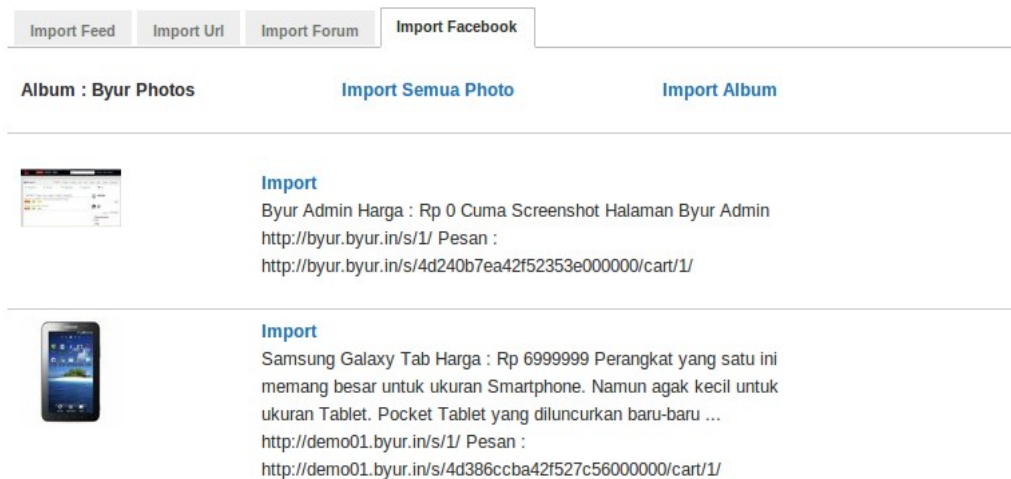 Import Feed Import Url Import Forum Import Facebook
Album : Byur Photos Import Semua Photo Import Album
Import
Byur Admin Harga : Rp 0 Cuma Screenshot Halaman Byur Admin
http://byur.byur.in/s/1/ Pesan :
http://byur.byur.in/s/4d240b7ea42f52353e000000/cart/1/
Import
Samsung Galaxy Tab Harga : Rp 6999999 Perangkat yang satu ini
memang besar untuk ukuran Smartphone. Namun agak kecil untuk
ukuran Tablet. Pocket Tablet yang diluncurkan baru-baru ...
http://demo01.byur.in/s/1/ Pesan :
http://demo01.byur.in/s/4d386ccba42f527c56000000/cart/1/